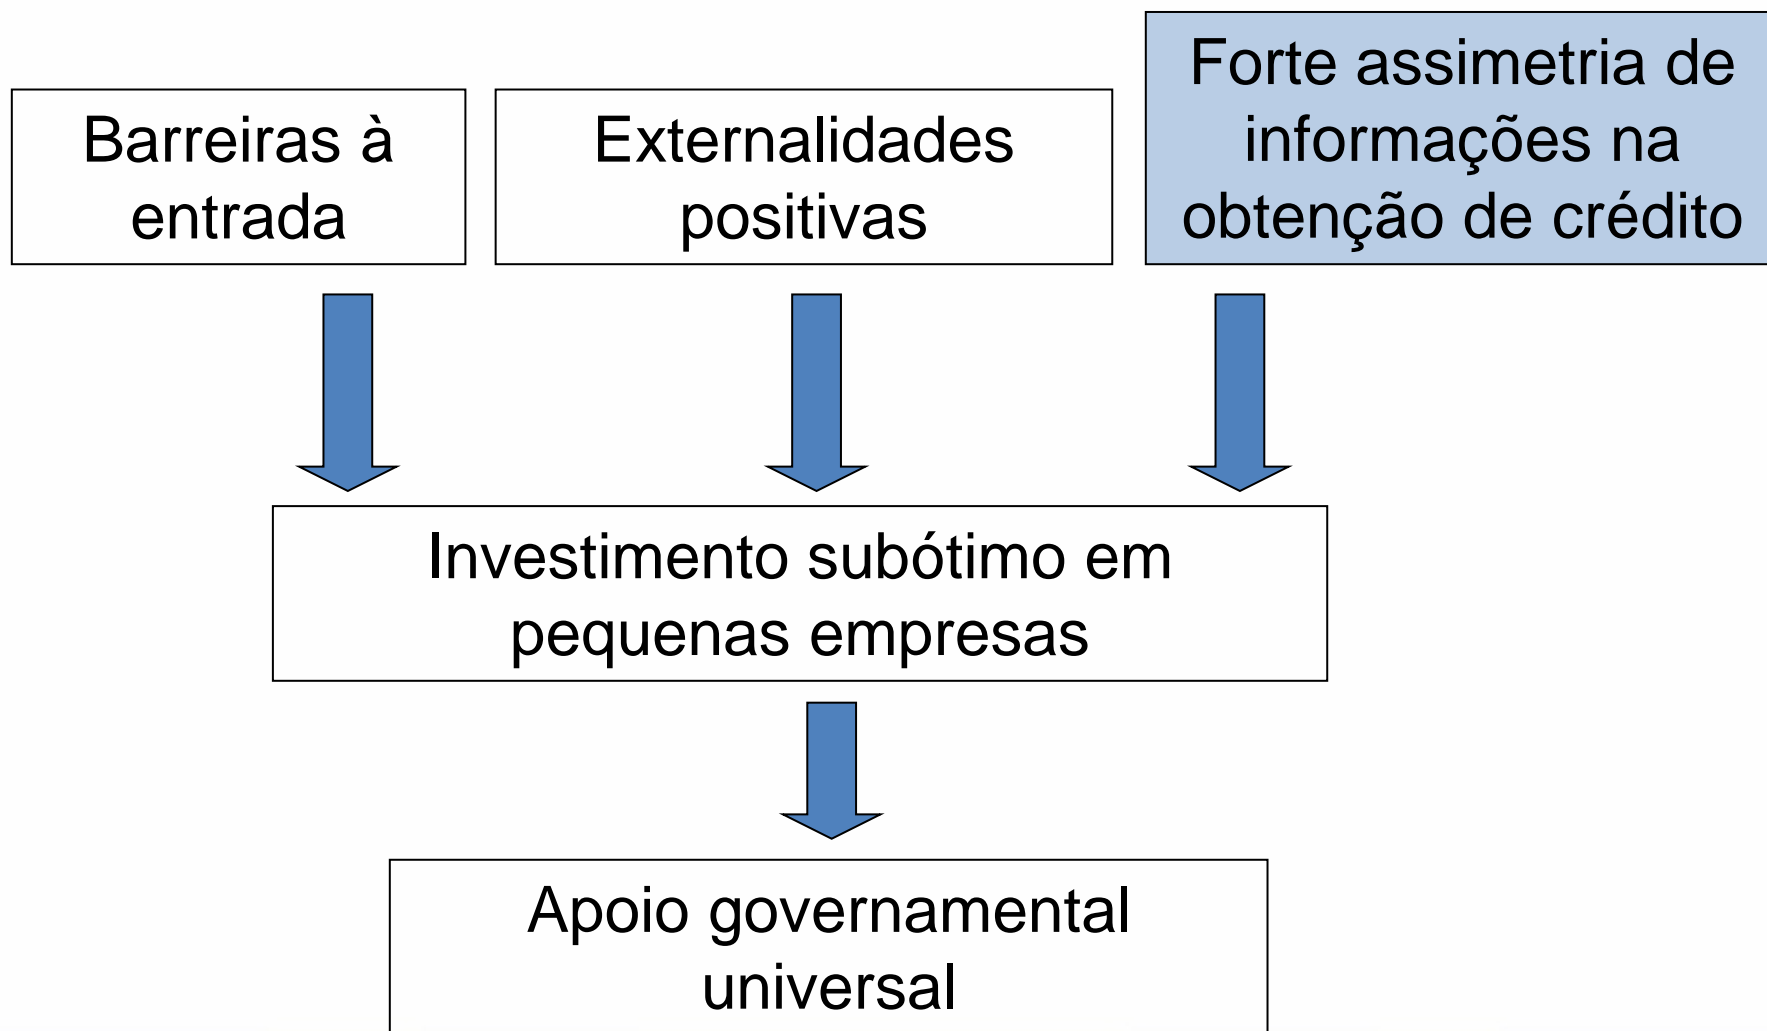 Barreiras à
entrada
Externalidades
positivas
Forte assimetria de
informações na
obtenção de crédito
Investimento subótimo em
pequenas empresas
Apoio governamental
universal